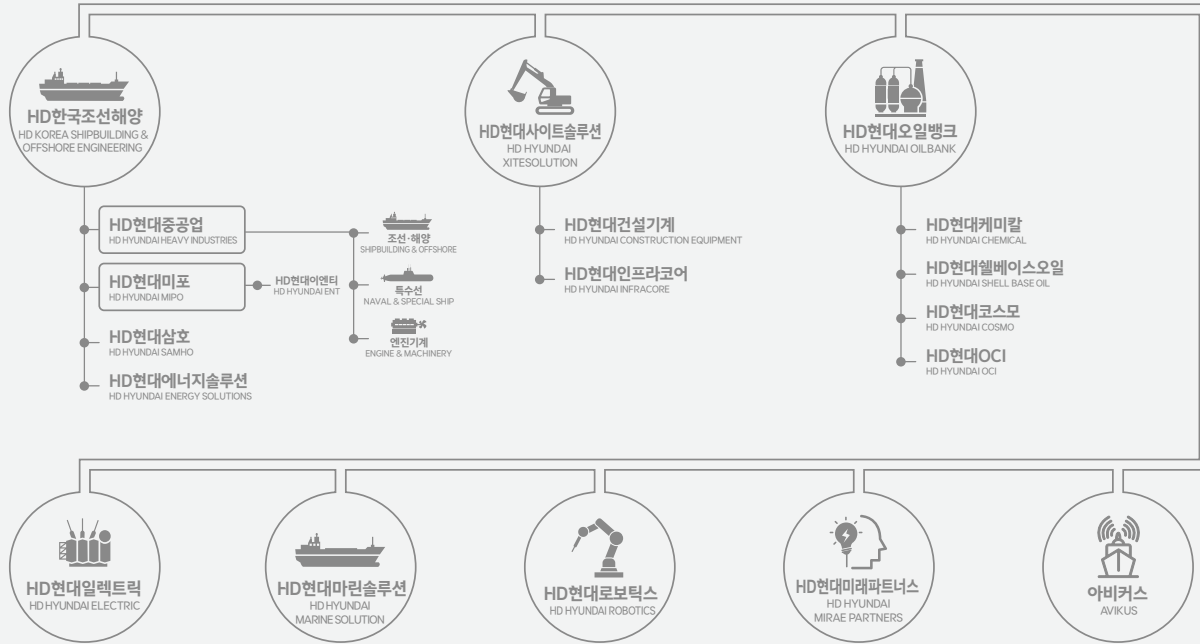 HD한국조선해양
HD KOREA SHIPBUILDING &
OFFSHORE ENGINEERING
HD현대사이트솔루션
HD HYUNDAI
XITESOLUTION
HD현대오일뱅크
HD HYUNDAI OILBANK
HD현대중공업
HD HYUNDAI HEAVY INDUSTRIES
조선·해양
SHIPBUILDING & OFFSHORE
HD현대미포
HD HYUNDAI MIPO
HD현대이엔티
HD HYUNDAI ENT
특수선
NAVAL & SPECIAL SHIP
엔진기계
ENGINE & MACHINERY
HD현대삼호
HD HYUNDAI SAMHO
HD현대에너지솔루션
HD HYUNDAI ENERGY SOLUTIONS
HD현대건설기계
HD HYUNDAI CONSTRUCTION EQUIPMENT
HD현대인프라코어
HD HYUNDAI INFRACORE
HD현대케미칼
HD HYUNDAI CHEMICAL
HD현대쉘베이스오일
HD HYUNDAI SHELL BASE OIL
HD현대코스모
HD HYUNDAI COSMO
HD현대OCI
HD HYUNDAI OCI
HD현대일렉트릭
HD HYUNDAI ELECTRIC
HD현대마린솔루션
HD HYUNDAI
MARINE SOLUTION
HD현대로보틱스
HD HYUNDAI ROBOTICS
HD현대미래파트너스
HD HYUNDAI
MIRAE PARTNERS
아비커스
AVIKUS